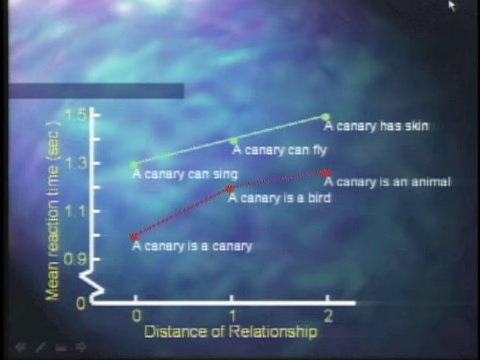 1.5
A canary has skin
A canary can fly
1.3
A canary can sing
A canary is an animal
A canary is a bird
1.1
A canary is a canary
0.9
0
0
1
2
Mean reaction time (sec.)
Distance of Relationship